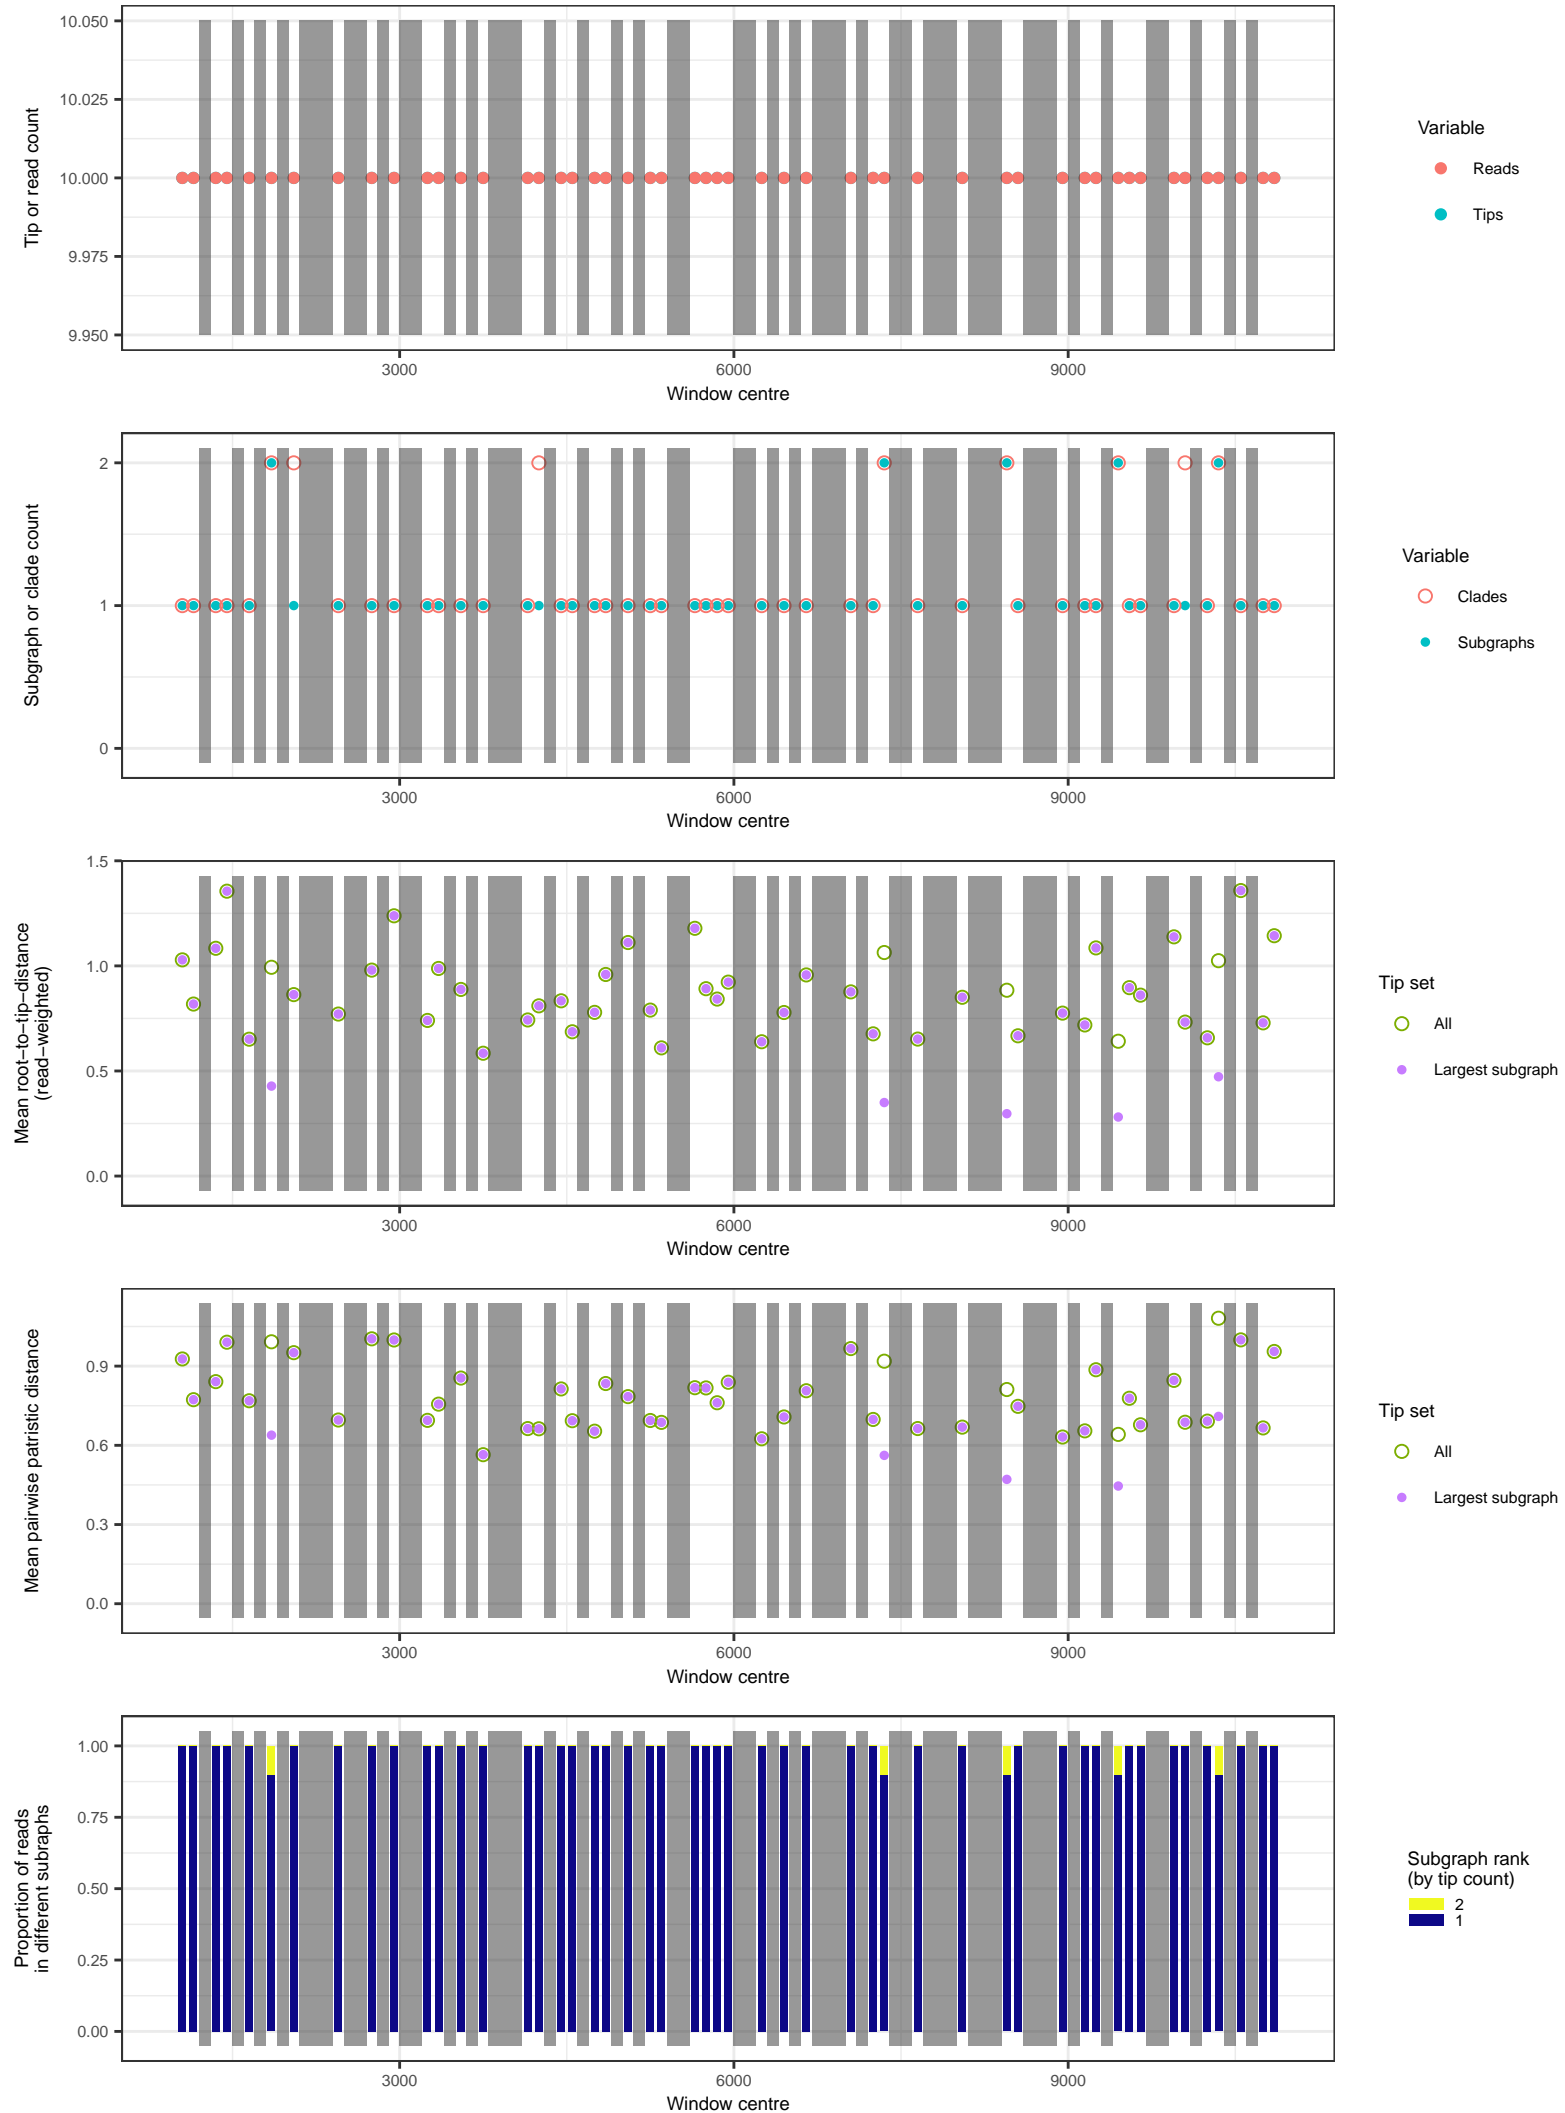 10.050
10.025
10.000
9.975
9.950
Tip or read count
3000
6000
9000
Window centre
Variable
Reads
Tips
2
1
0
Subgraph or clade count
3000
6000
9000
Window centre
Variable
Clades
Subgraphs
1.5
1.0
0.5
0.0
Mean root-to-tip-distance
(read-weighted)
3000
6000
9000
Window centre
Tip set
All
Largest subgraph
0.9
0.6
0.3
0.0
Mean pairwise patristic distance
3000
6000
9000
Window centre
Tip set
All
Largest subgraph
1.00
0.75
0.50
0.25
0.00
Proportion of reads
in different subraphs
3000
6000
9000
Window centre
Subgraph rank
(by tip count)
2
1